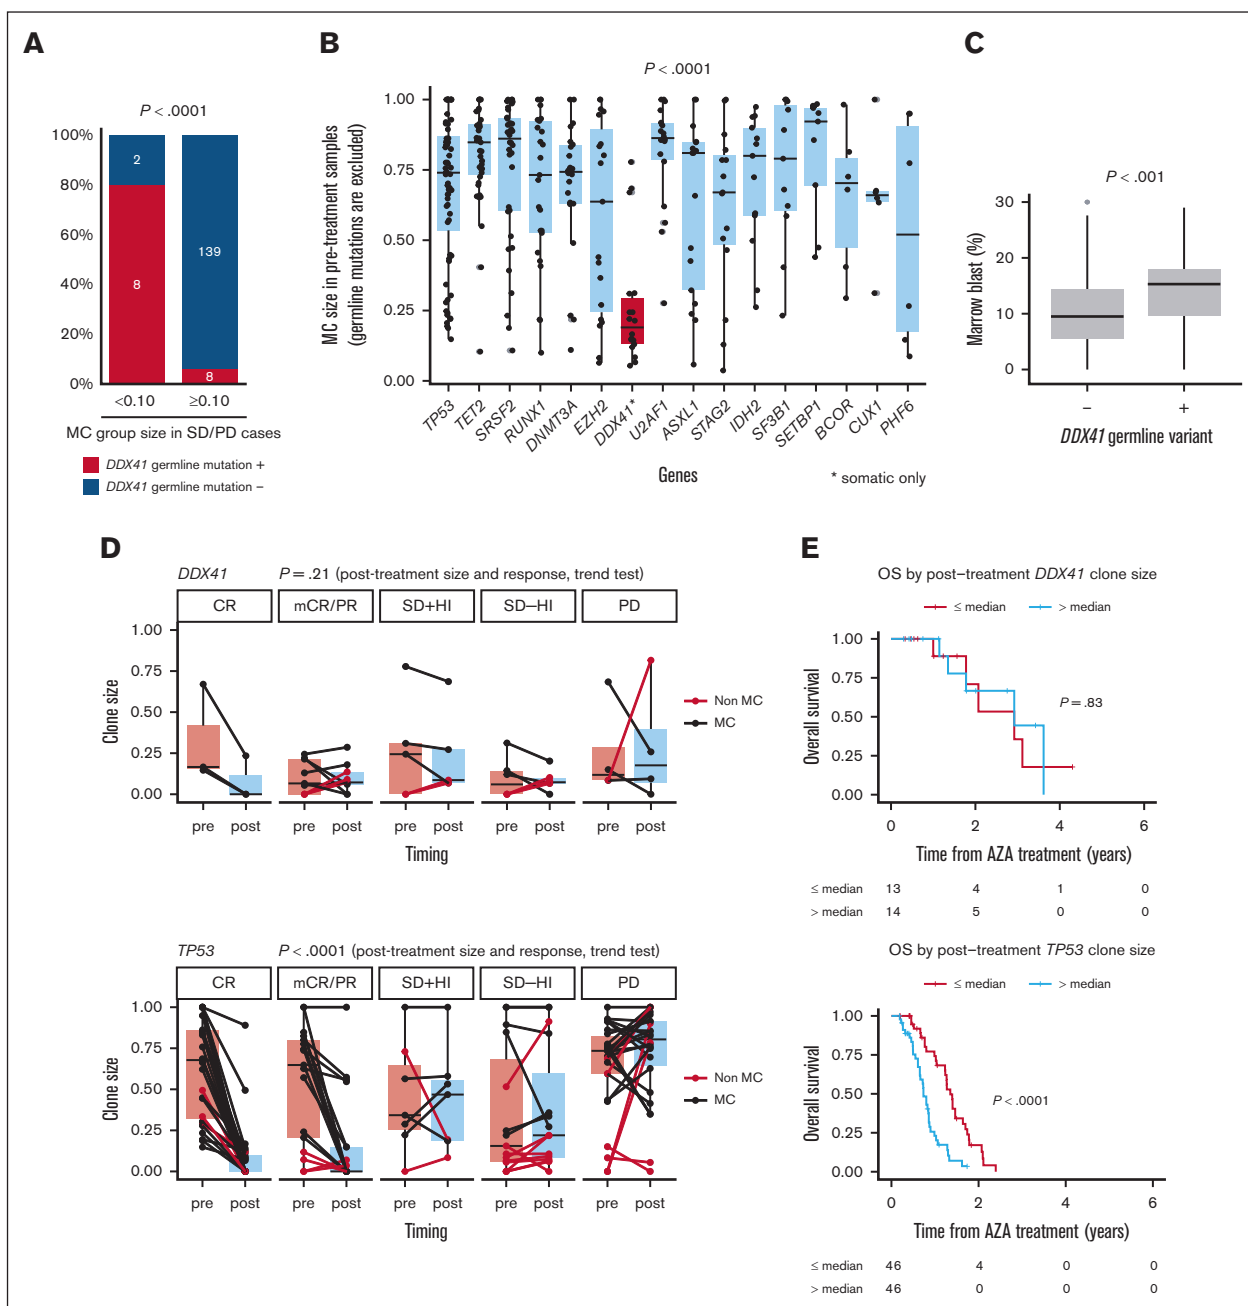 A
P < .0001
100%
80%
60%
40%
20%
0%
2
8
139
8
<0.10
≥0.10
MC group size in SD/PD cases
DDX41 germline mutation +
DDX41 germline mutation –
B
P < .0001
MC size in pre-treatment samples
(germline mutations are excluded)
1.00
0.75
0.50
0.25
0.00
TP53
TET2
SRSF2
RUNX1
DNMT3A
EZH2
DDX41*
U2AF1
ASXL1
STAG2
IDH2
SF3B1
SETBP1
BCOR
CUX1
PHF6
Genes
* somatic only
C
P < .001
Marrow blast (%)
30
20
10
0
–
+
DDX41 germline variant
D
DDX41
P = .21 (post-treatment size and response, trend test)
CR
mCR/PR
SD+HI
SD–HI
PD
Clone size
1.00
0.75
0.50
0.25
0.00
pre
post
pre
post
pre
post
pre
post
pre
post
Timing
Non MC
MC
TP53
P < .0001 (post-treatment size and response, trend test)
CR
mCR/PR
SD+HI
SD–HI
PD
Clone size
1.00
0.75
0.50
0.25
0.00
pre
post
pre
post
pre
post
pre
post
pre
post
Timing
Non MC
MC
E
OS by post–treatment DDX41 clone size
≤ median
> median
Overall survival
1.00
0.75
0.50
0.25
0.00
P = .83
0
2
4
6
Time from AZA treatment (years)
≤ median 13 4 1 0
> median 14 5 0 0
OS by post–treatment TP53 clone size
≤ median
> median
Overall survival
1.00
0.75
0.50
0.25
0.00
P < .0001
0
2
4
6
Time from AZA treatment (years)
≤ median 46 4 0 0
> median 46 0 0 0